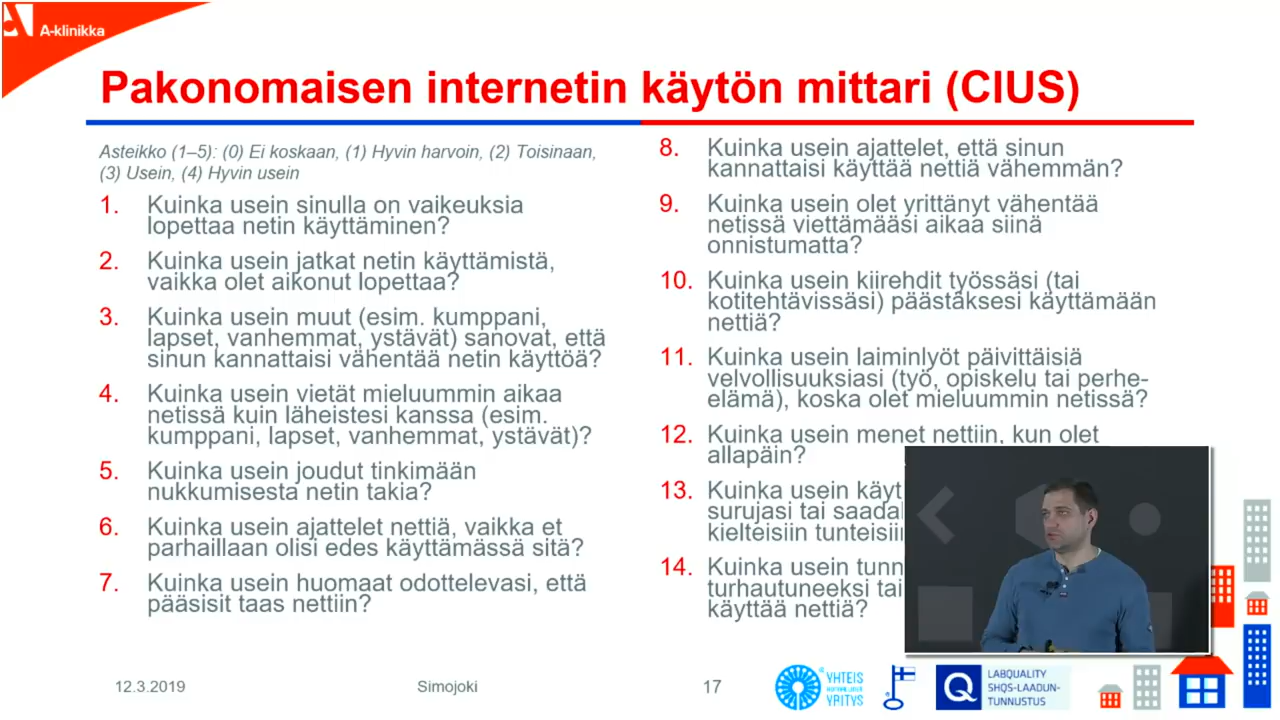 A-klinikka
Pakonomaisen internetin käytön mittari (CIUS)
Asteikko (1–5): (0) Ei koskaan, (1) Hyvin harvoin, (2) Toisinaan,
(3) Usein, (4) Hyvin usein
1. Kuinka usein sinulla on vaikeuksia
lopettaa netin käyttäminen?
2. Kuinka usein jatkat netin käyttämistä,
vaikka olet aikonut lopettaa?
3. Kuinka usein muut (esim. kumppani,
lapset, vanhemmat, ystävät) sanovat, että
sinun kannattaisi vähentää netin käyttöä?
4. Kuinka usein vietät mieluummin aikaa
netissä kuin läheistesi kanssa (esim.
kumppani, lapset, vanhemmat, ystävät)?
5. Kuinka usein joudut tinkimään
nukkumisesta netin takia?
6. Kuinka usein ajattelet nettiä, vaikka et
parhaillaan olisi edes käyttämässä sitä?
7. Kuinka usein huomaat odottelevasi, että
pääsisit taas nettiin?
8. Kuinka usein ajattelet, että sinun
kannattaisi käyttää nettiä vähemmän?
9. Kuinka usein olet yrittänyt vähentää
netissä viettämääsi aikaa siinä
onnistumatta?
10. Kuinka usein kiirehdit työssäsi (tai
kotitehtävissäsi) päästäksesi käyttämään
nettiä?
11. Kuinka usein laiminlyöt päivittäisiä
velvollisuuksiasi (työ, opiskelu tai perhe-
elämä), koska olet mieluummin netissä?
12. Kuinka usein menet nettiin, kun olet
allapäin?
13. Kuinka usein käyt
surujasi tai saadal
kielteisiin tunteisiin
14. Kuinka usein tunn
turhautuneeksi tai
käyttää nettiä?
12.3.2019
Simojoki
17
YHTEIS
YRITYS
Q
LABQUALITY
SHQS-LAADUN-
TUNNUSTUS